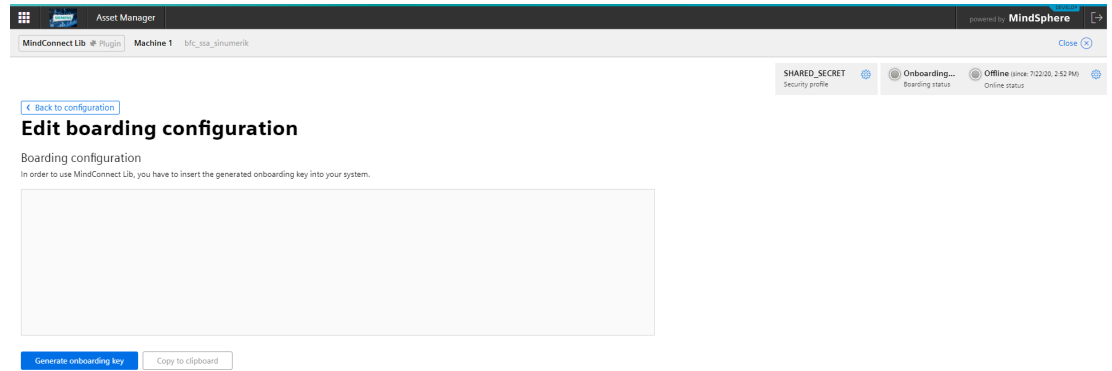 SIEMENS
Asset Manager
DEVELOP
powered by MindSphere
MindConnect Lib Plugin Machine 1 bfc_ssa_sinumerik
Close
SHARED_SECRET
Security profile
Onboarding...
Boarding status
Offline (since: 7/22/20, 2:52 PM)
Online status
Back to configuration
Edit boarding configuration
Boarding configuration
In order to use MindConnect Lib, you have to insert the generated onboarding key into your system.
Generate onboarding key
Copy to clipboard